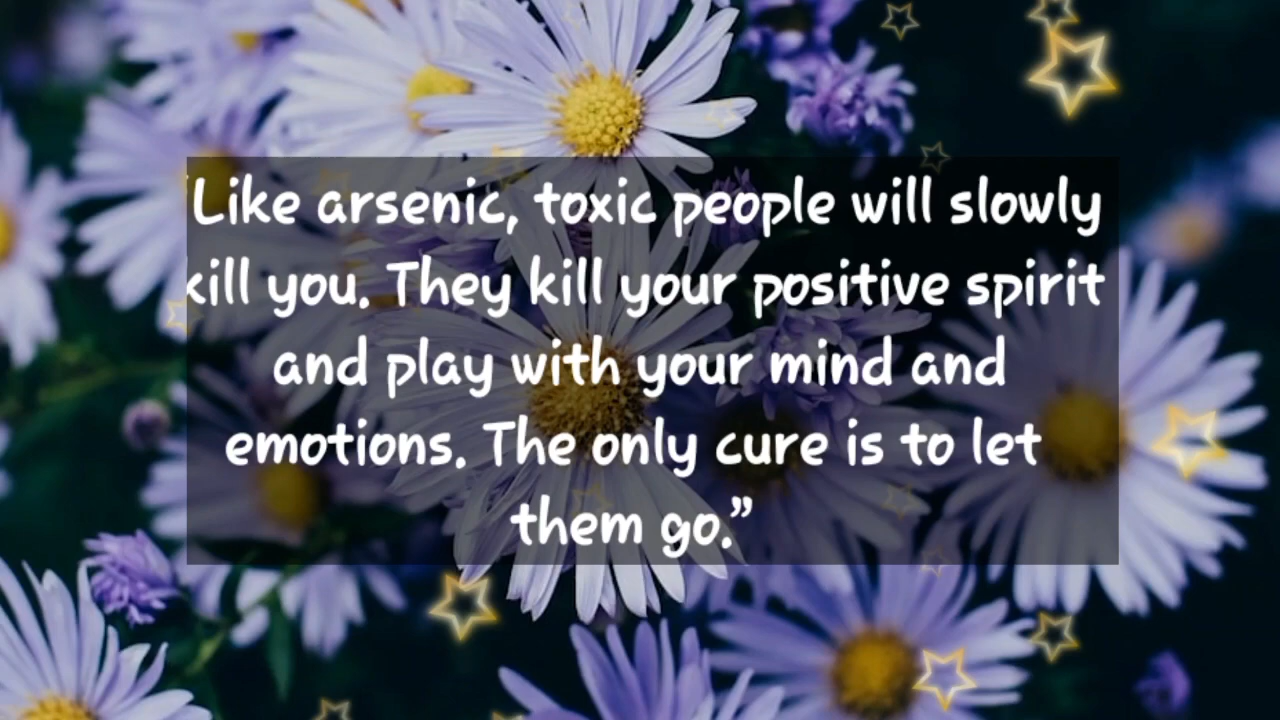 “Like arsenic, toxic people will slowly
kill you. They kill your positive spirit
and play with your mind and
emotions. The only cure is to let
them go.”